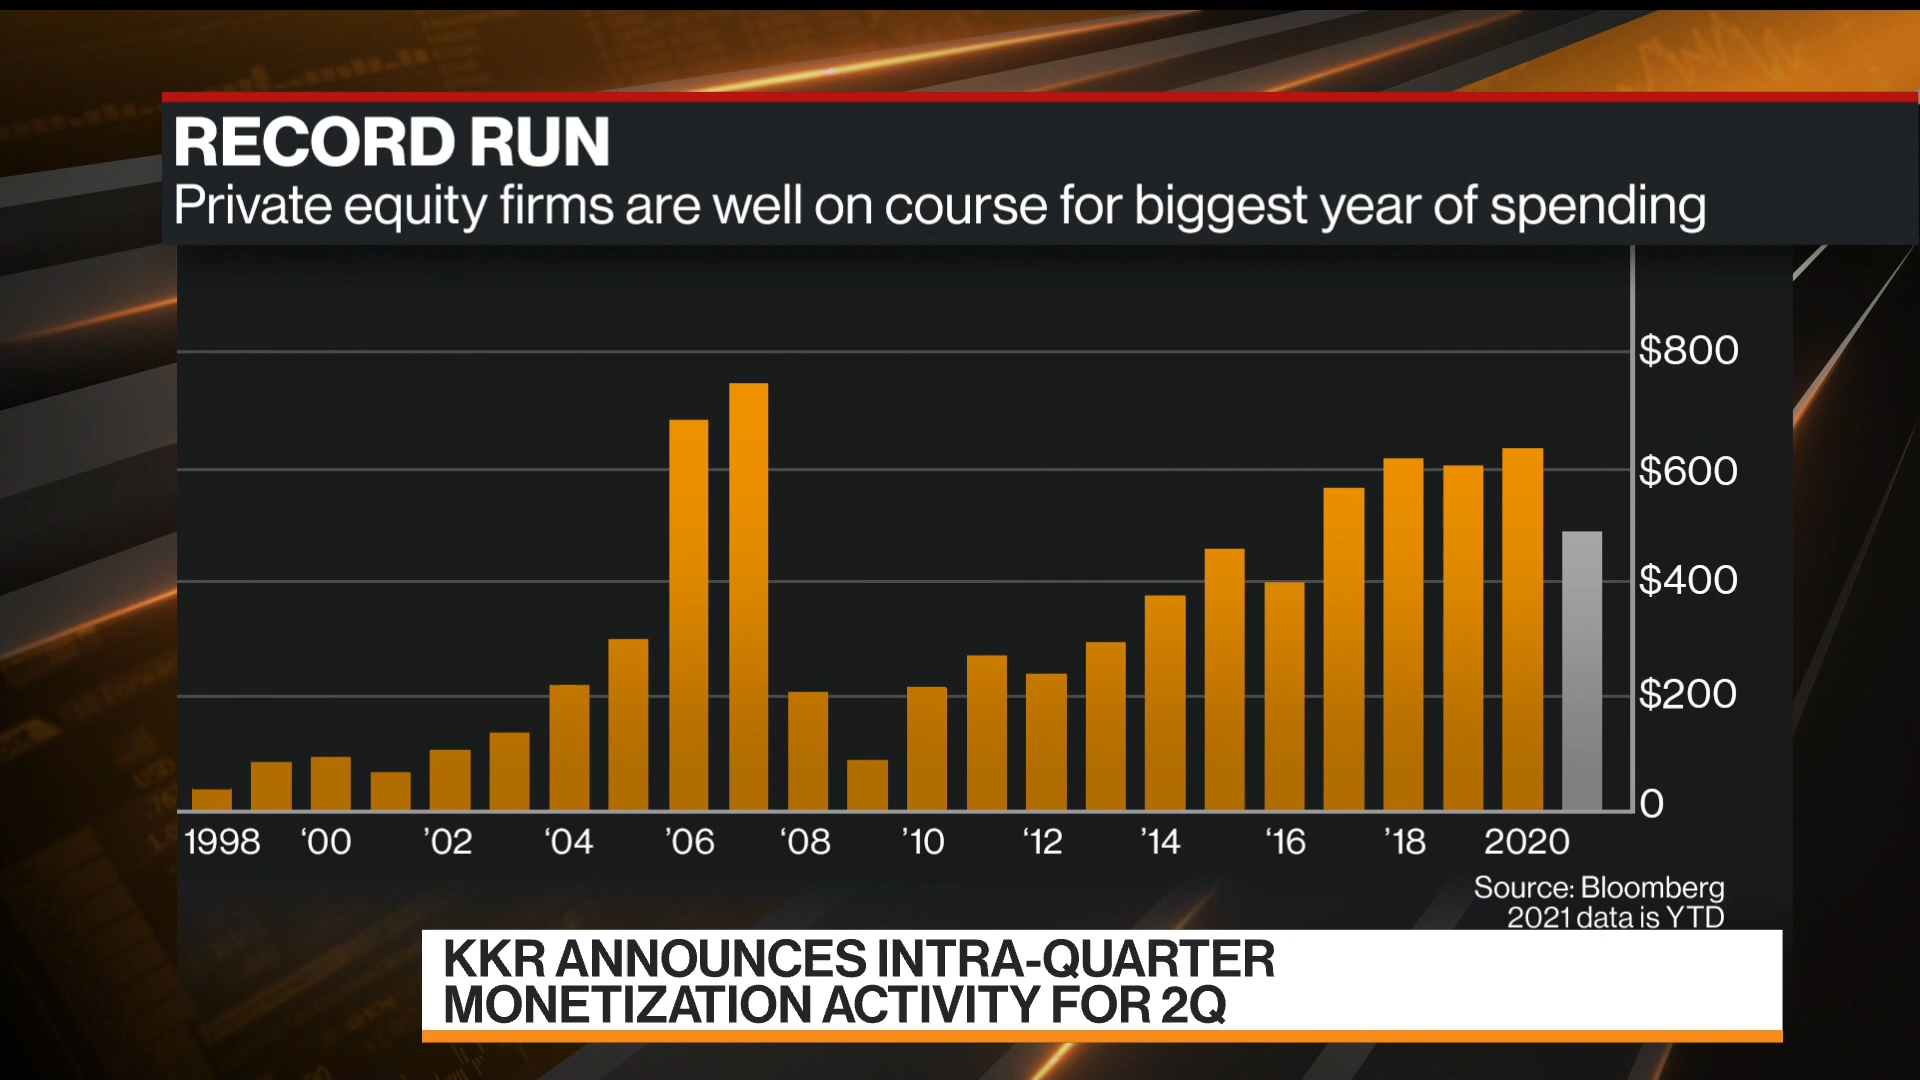 RECORD RUN
Private equity firms are well on course for biggest year of spending
$800
$600
$400
$200
0
1998 ‘00 ’02 ‘04 ’06 ‘08 ’10 ‘12 ’14 ‘16 ’18 2020
Source: Bloomberg
2021 data is YTD
KKR ANNOUNCES INTRA-QUARTER
MONETIZATION ACTIVITY FOR 2Q